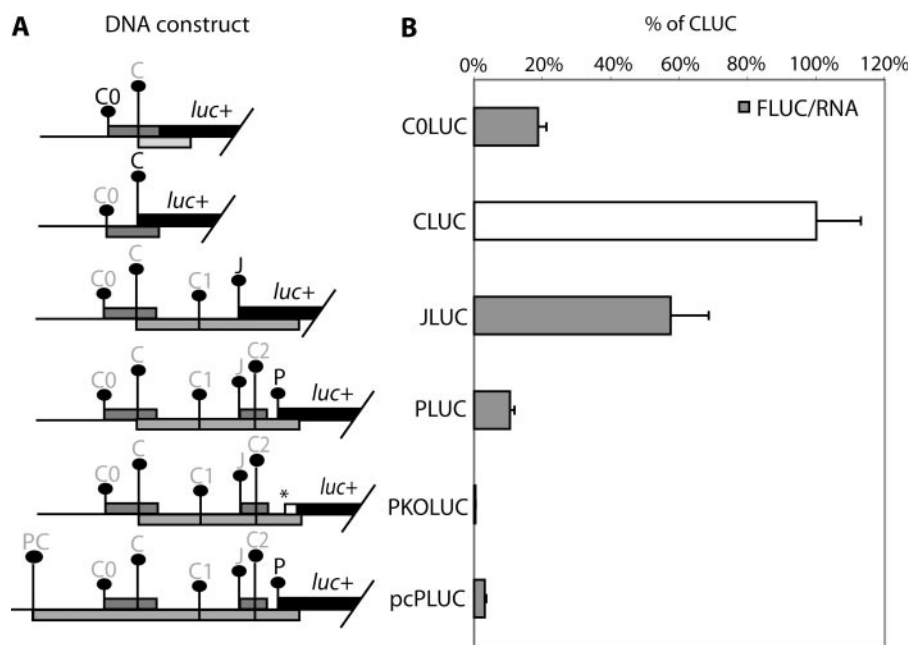 A DNA construct
C0 C luc+
C0 C luc+
C0 C C1 J luc+
C0 C C1 J C2 P luc+
C0 C C1 J C2 * luc+
PC C0 C C1 J C2 P luc+
B % of CLUC
0% 20% 40% 60% 80% 100% 120%
FLUC/RNA
C0LUC
CLUC
JLUC
PLUC
PKOLUC
pcPLUC